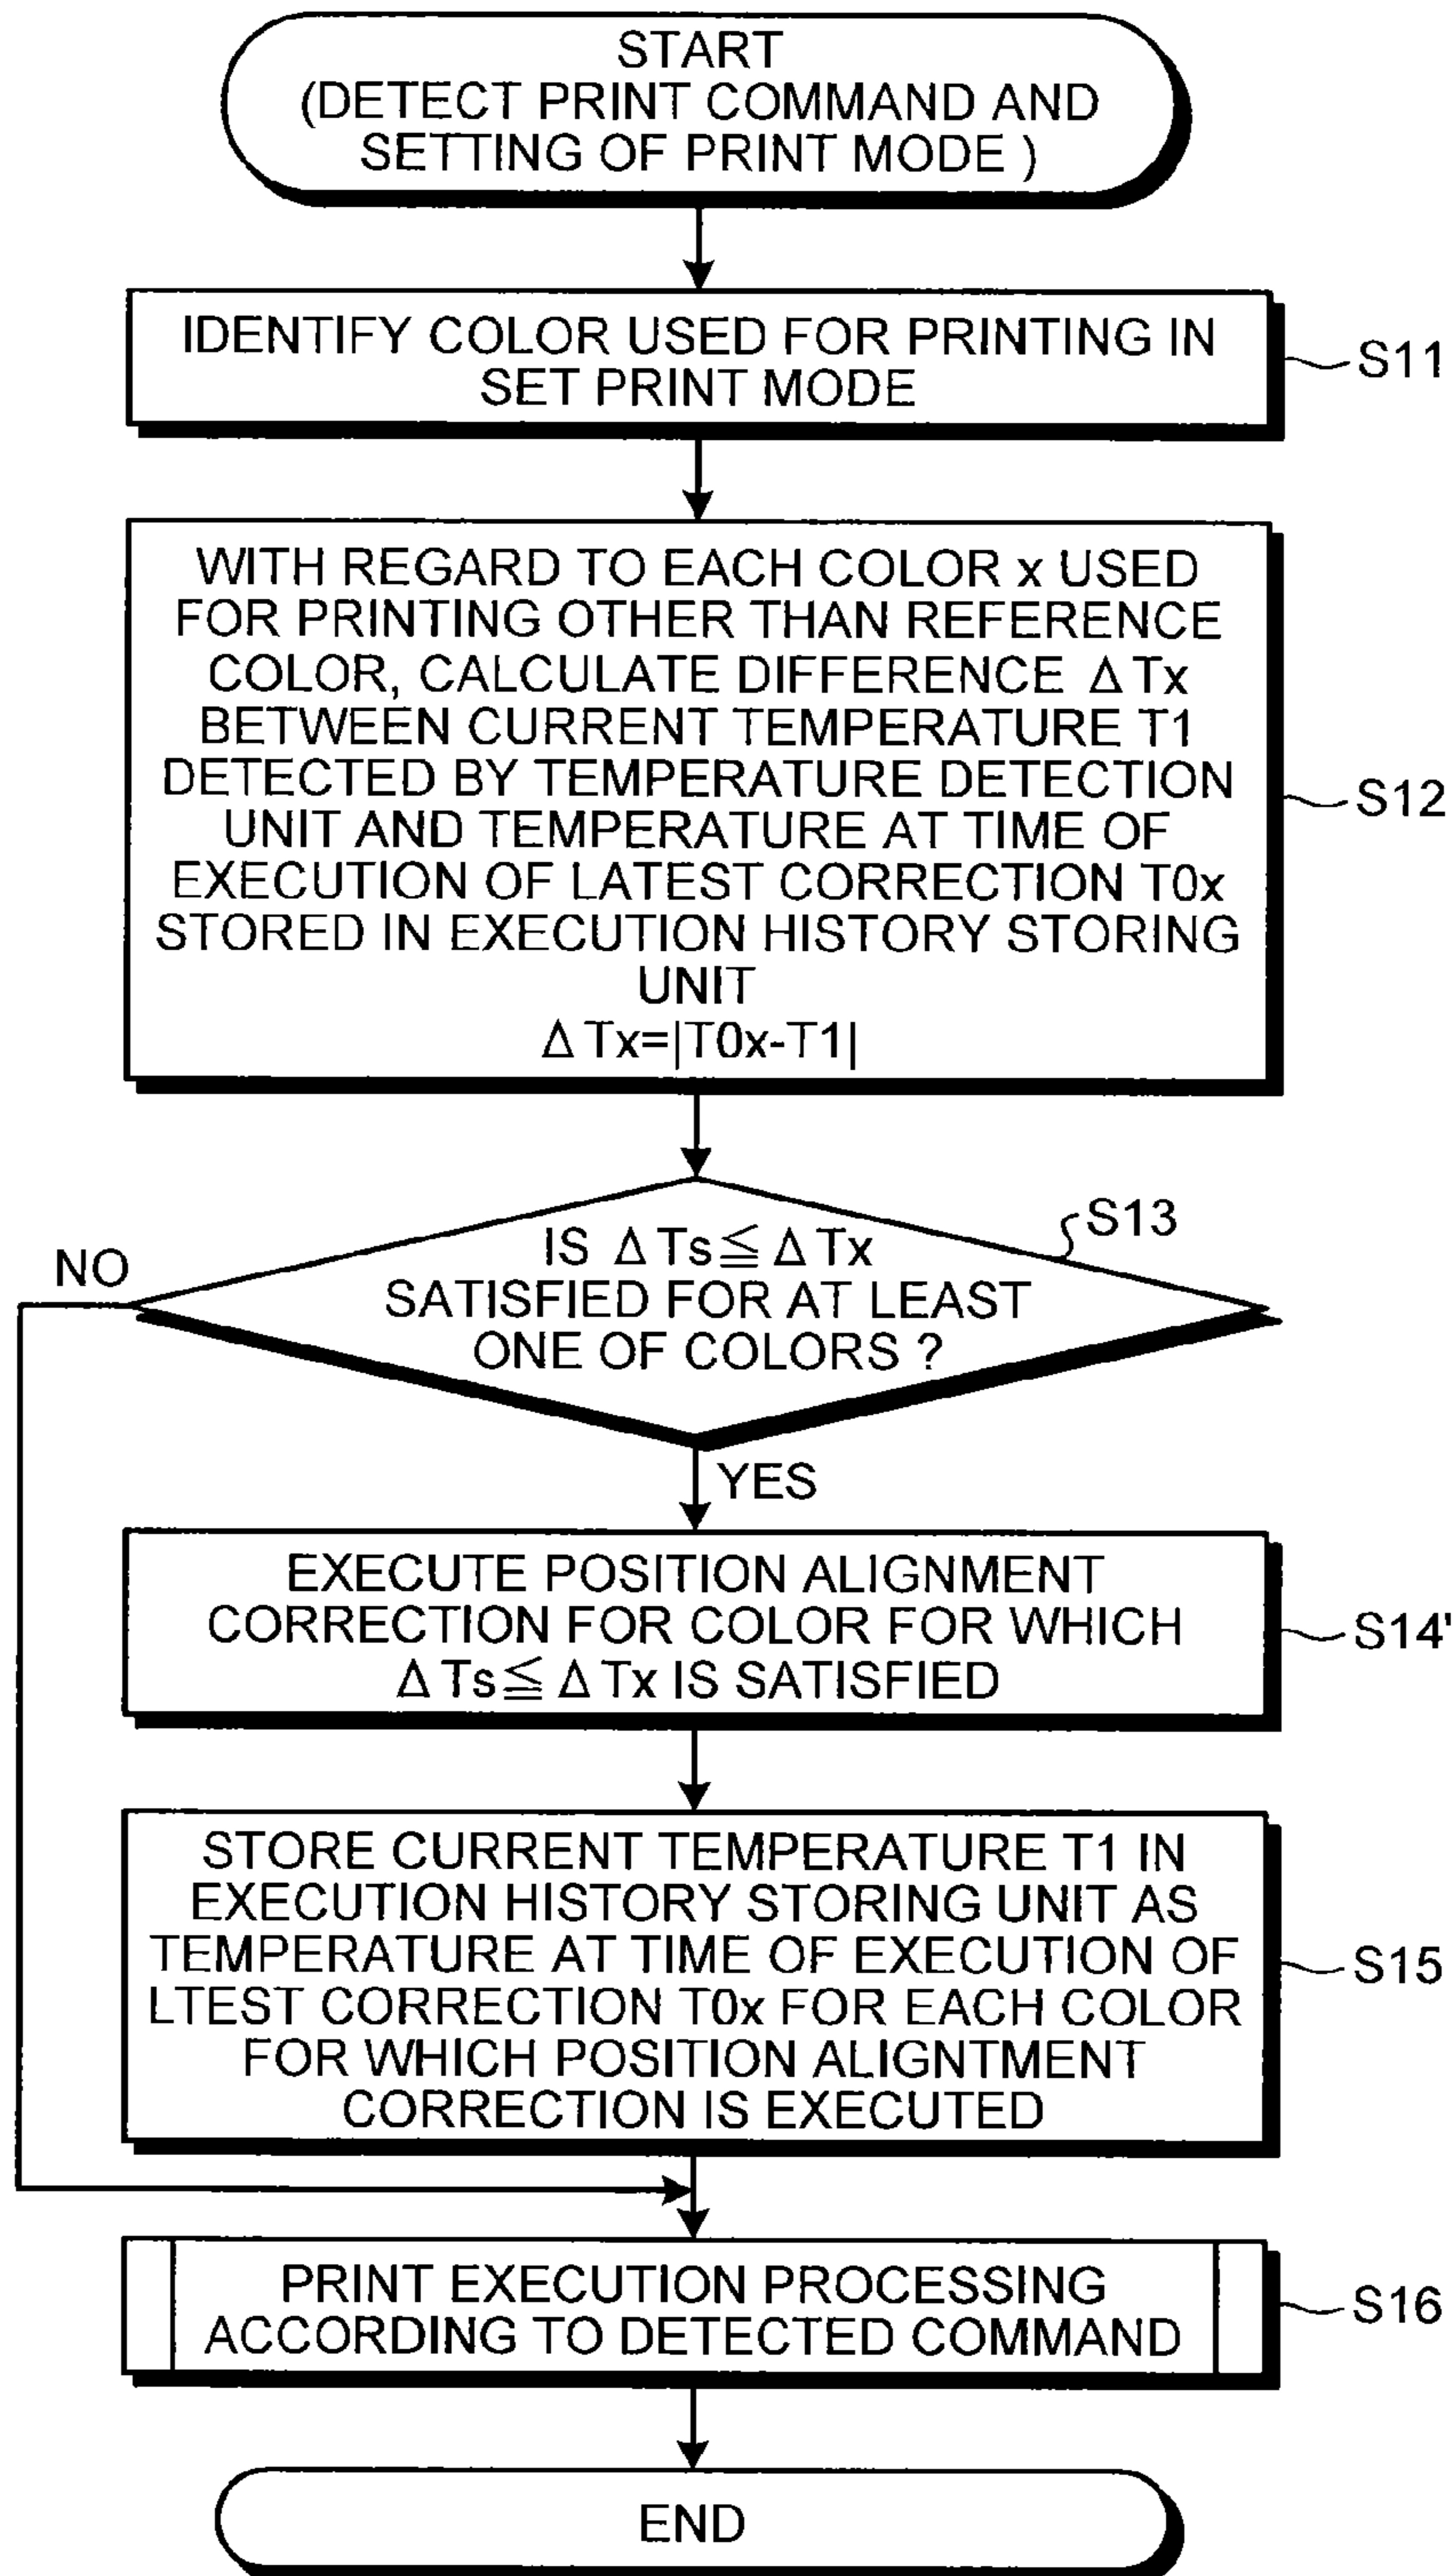 START
(DETECT PRINT COMMAND AND
SETTING OF PRINT MODE )
IDENTIFY COLOR USED FOR PRINTING IN
SET PRINT MODE
S11
WITH REGARD TO EACH COLOR x USED
FOR PRINTING OTHER THAN REFERENCE
COLOR, CALCULATE DIFFERENCE ΔTx
BETWEEN CURRENT TEMPERATURE T1
DETECTED BY TEMPERATURE DETECTION
UNIT AND TEMPERATURE AT TIME OF
EXECUTION OF LATEST CORRECTION T0x
STORED IN EXECUTION HISTORY STORING
UNIT
ΔTx=|T0x-T1|
S12
IS ΔTs≦ΔTx
SATISFIED FOR AT LEAST
ONE OF COLORS ?
S13
NO
YES
EXECUTE POSITION ALIGNMENT
CORRECTION FOR COLOR FOR WHICH
ΔTs≦ΔTx IS SATISFIED
S14'
STORE CURRENT TEMPERATURE T1 IN
EXECUTION HISTORY STORING UNIT AS
TEMPERATURE AT TIME OF EXECUTION OF
LTEST CORRECTION T0x FOR EACH COLOR
FOR WHICH POSITION ALIGNTMENT
CORRECTION IS EXECUTED
S15
PRINT EXECUTION PROCESSING
ACCORDING TO DETECTED COMMAND
S16
END